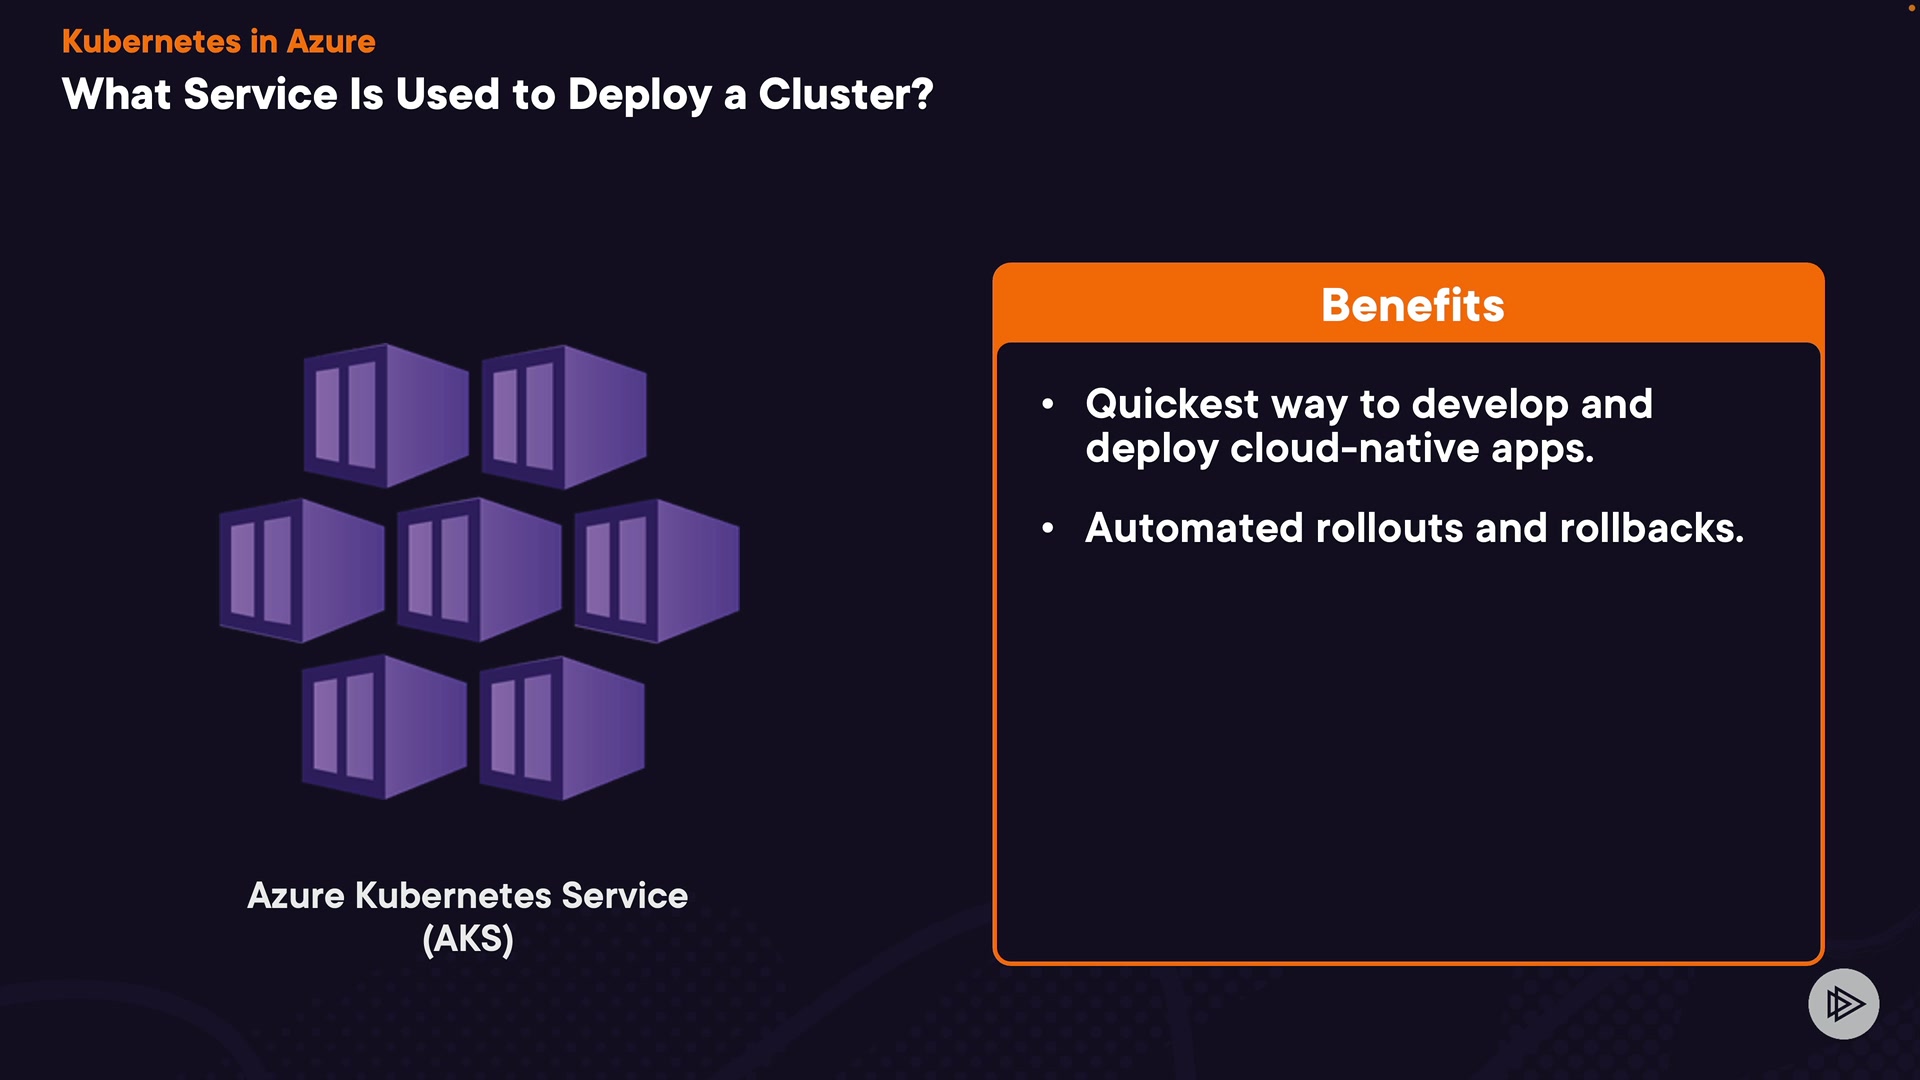 Kubernetes in Azure
What Service Is Used to Deploy a Cluster?
Benefits
• Quickest way to develop and
deploy cloud-native apps.
• Automated rollouts and rollbacks.
Azure Kubernetes Service
(AKS)